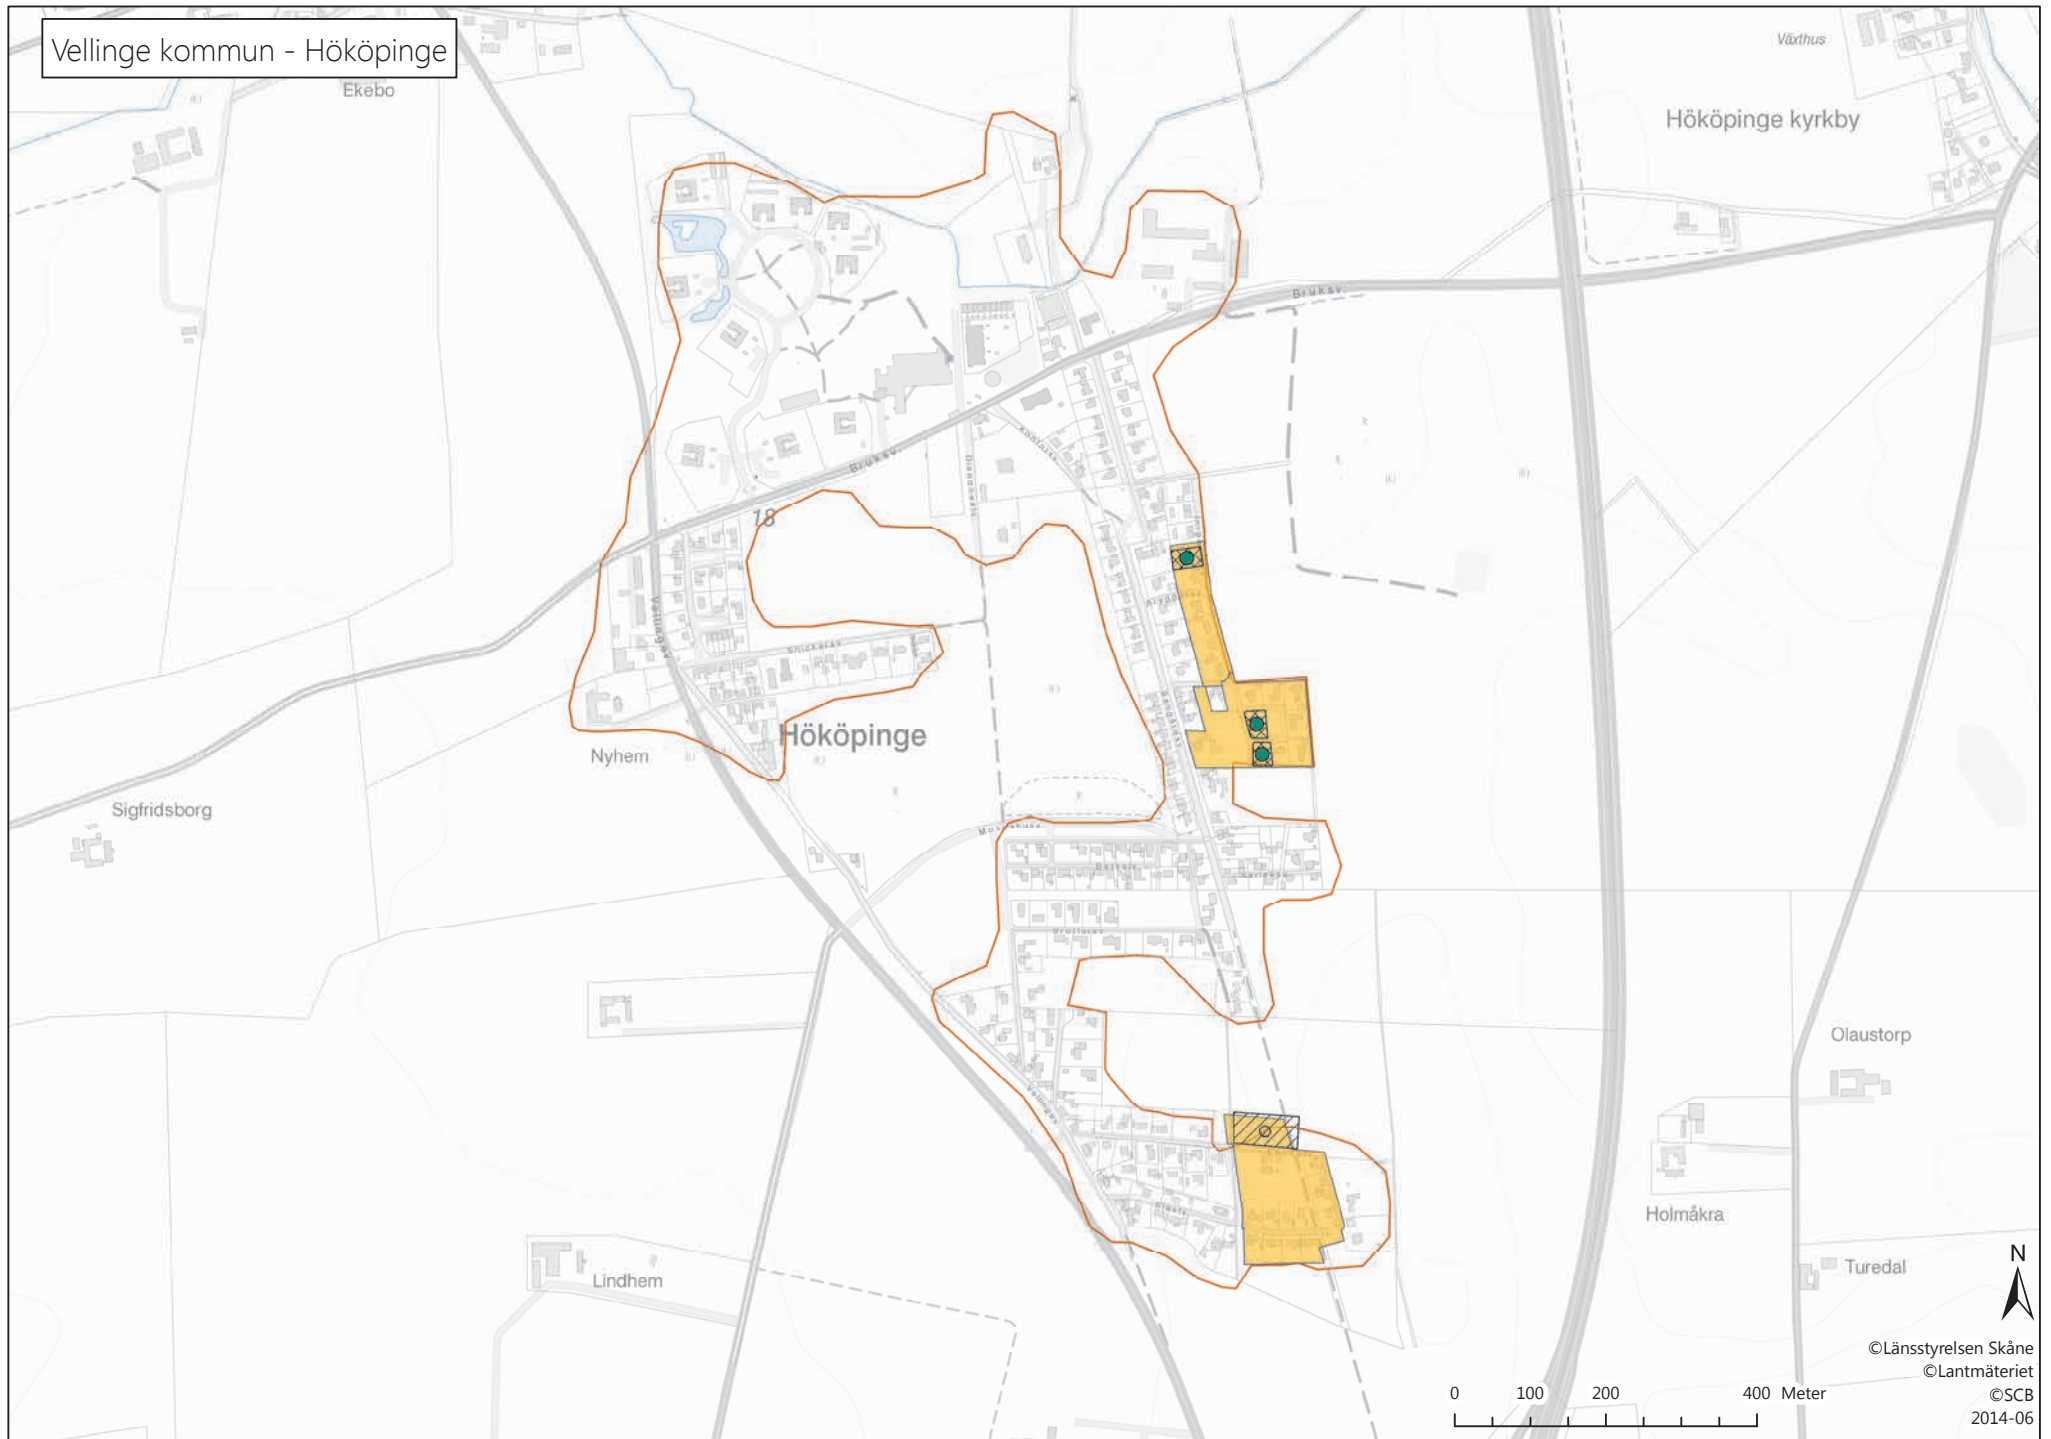 Vellinge kommun - Hököpinge
Ekebo
Växthus
Hököpinge kyrkby
Bruksv.
Bruksv.
18
Hököpinge
Nyhem
Sigfridsborg
Olaustorp
Holmåkra
Turedal
Lindhem
N
©Länsstyrelsen Skåne
©Lantmäteriet
©SCB
2014-06
0 100 200 400 Meter